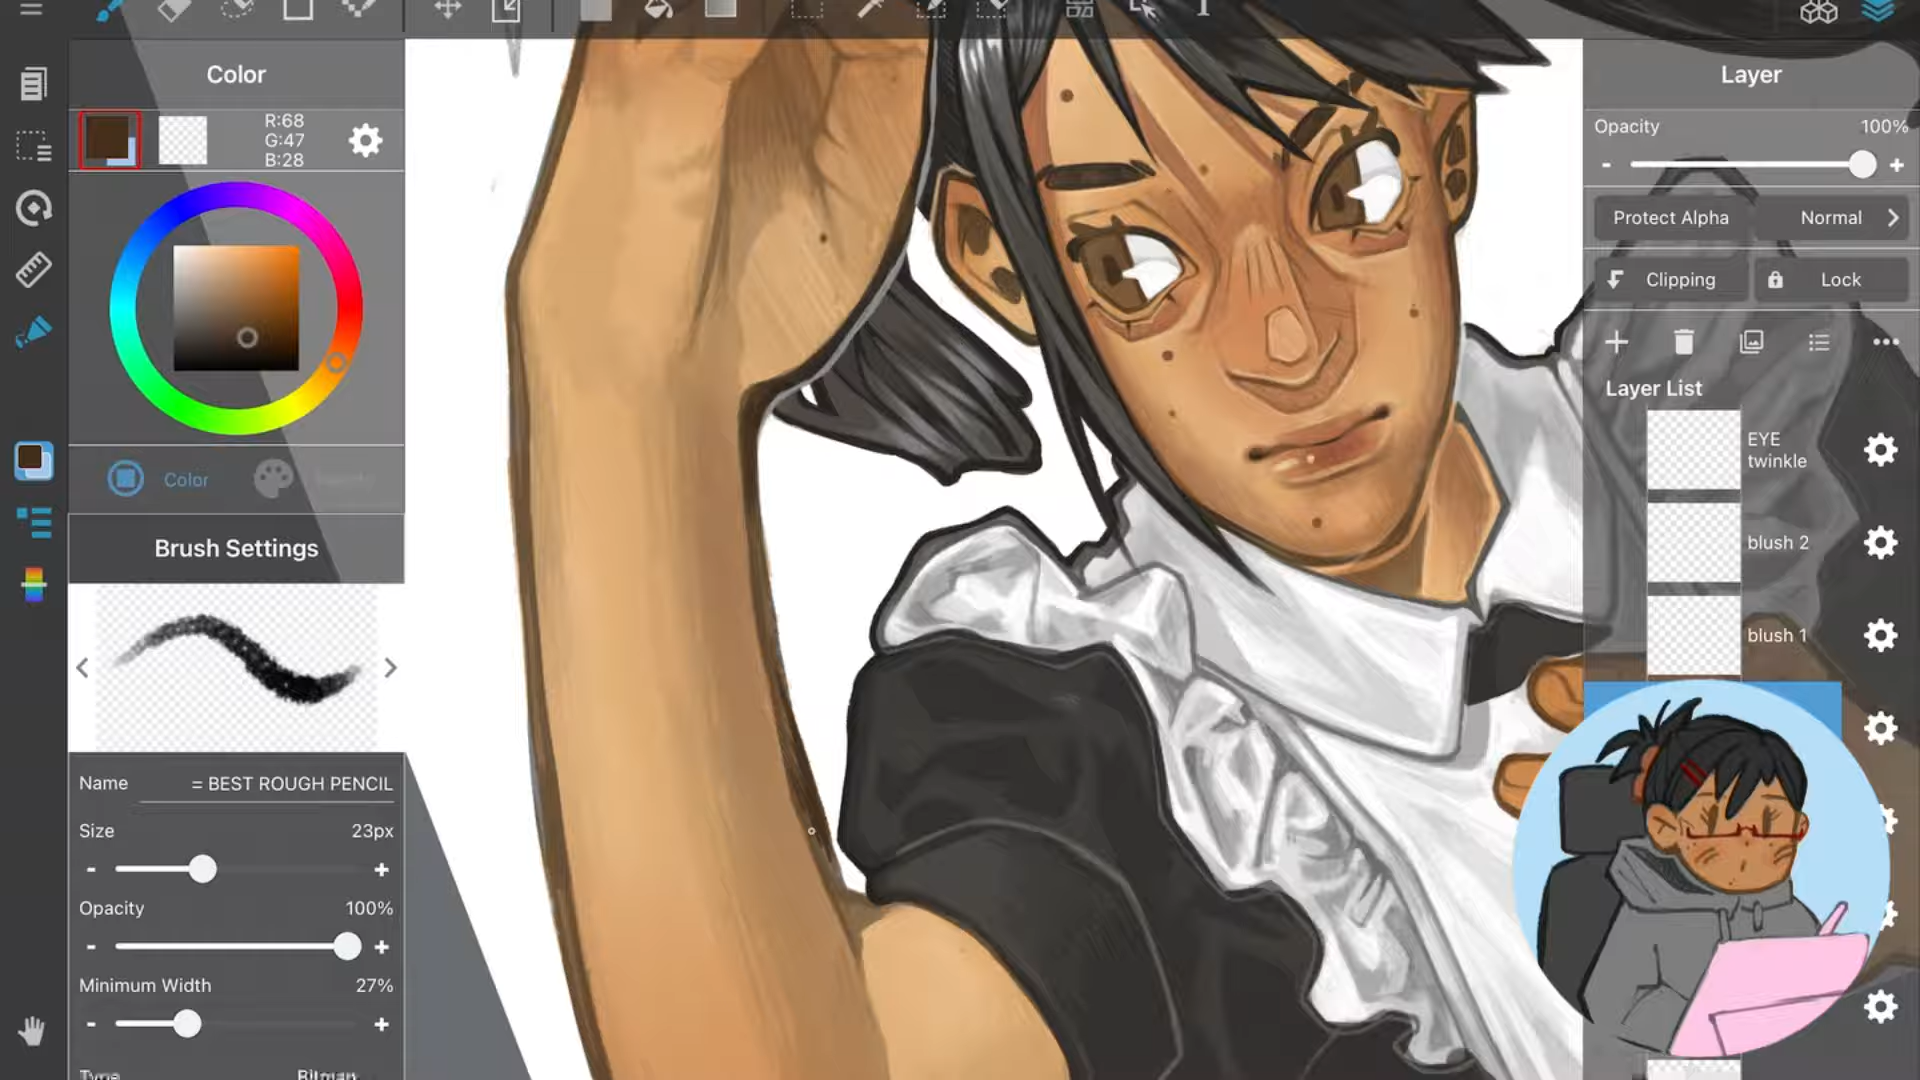 Color
R:68
G:47
B:28
Color
Brush Settings
Name = BEST ROUGH PENCIL
Size 23px
Opacity 100%
Minimum Width 27%
Type Bitmap
Layer
Opacity 100%
Protect Alpha Normal
Clipping Lock
Layer List
EYE
twinkle
blush 2
blush 1